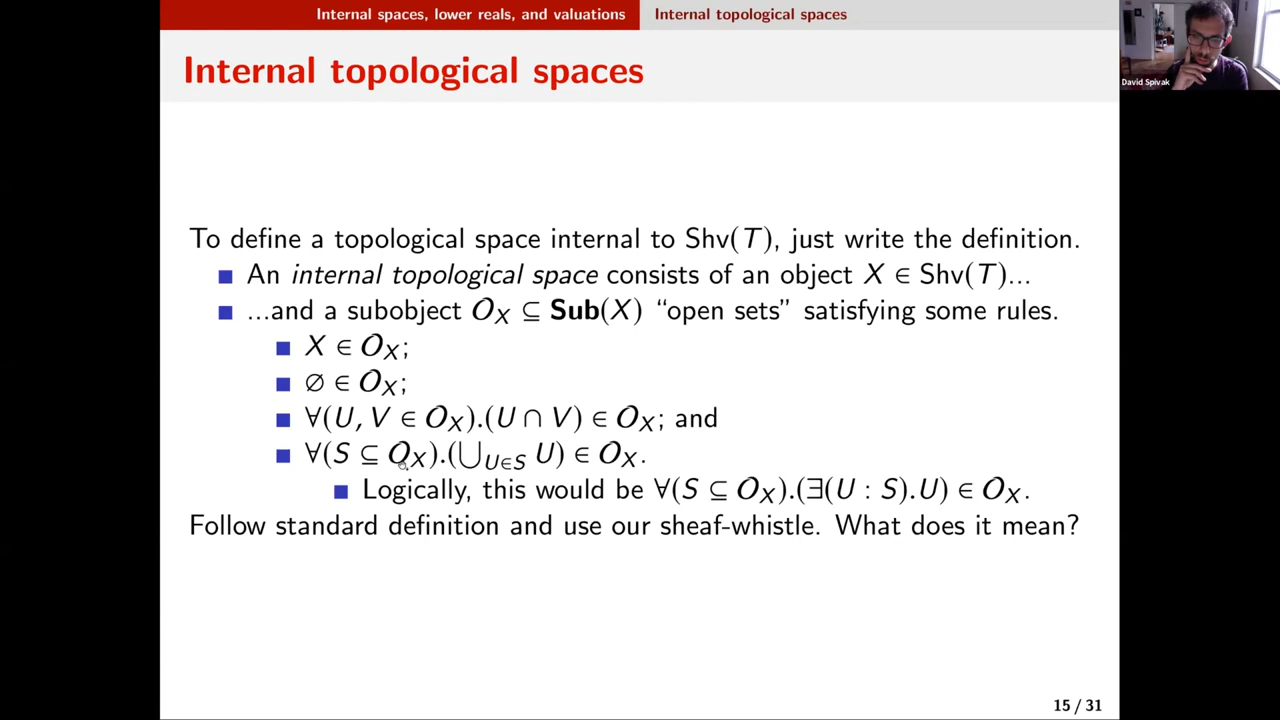 Internal spaces, lower reals, and valuations Internal topological spaces
Internal topological spaces
David Spivak
To define a topological space internal to Shv(T), just write the definition.
An internal topological space consists of an object X ∈ Shv(T)...
...and a subobject O_X ⊆ Sub(X) “open sets” satisfying some rules.
X ∈ O_X;
∅ ∈ O_X;
∀(U, V ∈ O_X).(U ∩ V) ∈ O_X; and
∀(S ⊆ O_X).(⋃_{U∈S} U) ∈ O_X.
Logically, this would be ∀(S ⊆ O_X).(∃(U : S).U) ∈ O_X.
Follow standard definition and use our sheaf-whistle. What does it mean?
15 / 31